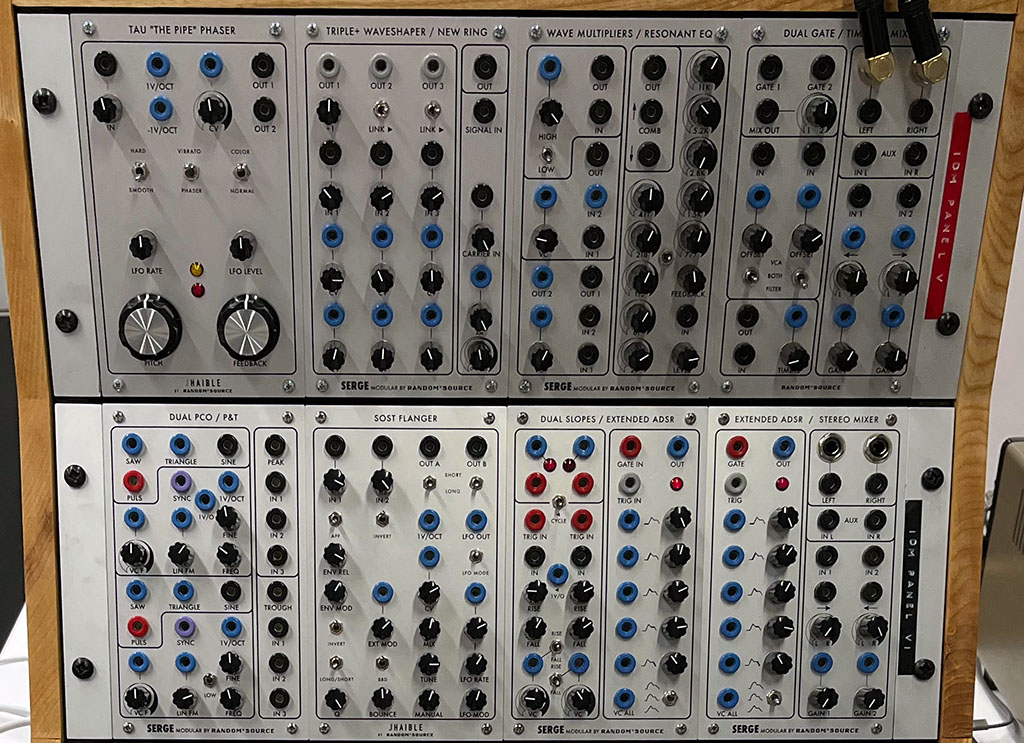 TAU "THE PIPE" PHASER
1V/OCT
OUT 1
IN
-1V/OCT
CV
OUT 2
HARD
VIBRATO
COLOR
SMOOTH
PHASER
NORMAL
LFO RATE
LFO LEVEL
PITCH
FEEDBACK
JHAIBLE
BY RANDOM*SOURCE
TRIPLE+ WAVESHAPER / NEW RING
OUT 1
OUT 2
OUT 3
OUT
LINK
LINK
SIGNAL IN
IN 1
IN 2
IN 3
CARRIER IN
SERGE MODULAR BY RANDOM*SOURCE
WAVE MULTIPLIERS / RESONANT EQ
OUT
OUT
HIGH
IN
COMB
LOW
OUT
IN 2
VC
IN 1
FEEDBACK
OUT 2
OUT 1
IN 2
IN
IN 1
SERGE MODULAR BY RANDOM*SOURCE
DUAL GATE /
GATE 1
GATE 2
MIX OUT
LEFT
RIGHT
IN
IN
IN L
AUX
IN R
IN 1
IN 2
OFFSET
OFFSET
VCA
BOTH
FILTER
L
R
OUT
IN
RANDOM*SOURCE
IDM PANEL V
DUAL PCO / P&T
SAW
TRIANGLE
SINE
PEAK
PULS
SYNC
1V/OCT
IN 1
FINE
IN 2
VC F
LIN FM
FREQ
IN 3
SAW
TRIANGLE
SINE
TROUGH
SYNC
1V/OCT
IN 1
FINE
LOW
IN 2
VC F
LIN FM
FREQ
IN 3
SERGE MODULAR BY RANDOM*SOURCE
SOST FLANGER
OUT A
OUT B
IN 1
IN 2
SHORT
LONG
APF
INVERT
1V/OCT
LFO OUT
ENV REL
LFO MODE
ENV MOD
CV
INVERT
EXT MOD
MIX
LONG/SHORT
BBD
TUNE
LFO RATE
BOUNCE
MANUAL
LFO MOD
JHAIBLE
BY RANDOM*SOURCE
DUAL SLOPES / EXTENDED ADSR
GATE IN
OUT
TRIG IN
CYCLE
TRIG IN
TRIG IN
IN
IN
1V/O
RISE
RISE
FALL
RISE
FALL
FALL
RISE
FALL
VC
VC
VC ALL
SERGE MODULAR BY RANDOM*SOURCE
EXTENDED ADSR / STEREO MIXER
GATE
OUT
TRIG
LEFT
RIGHT
IN L
AUX
IN R
IN 1
IN 2
L
R
L
R
VC ALL
GAIN 1
GAIN 2
SERGE MODULAR BY RANDOM*SOURCE
IDM PANEL VI